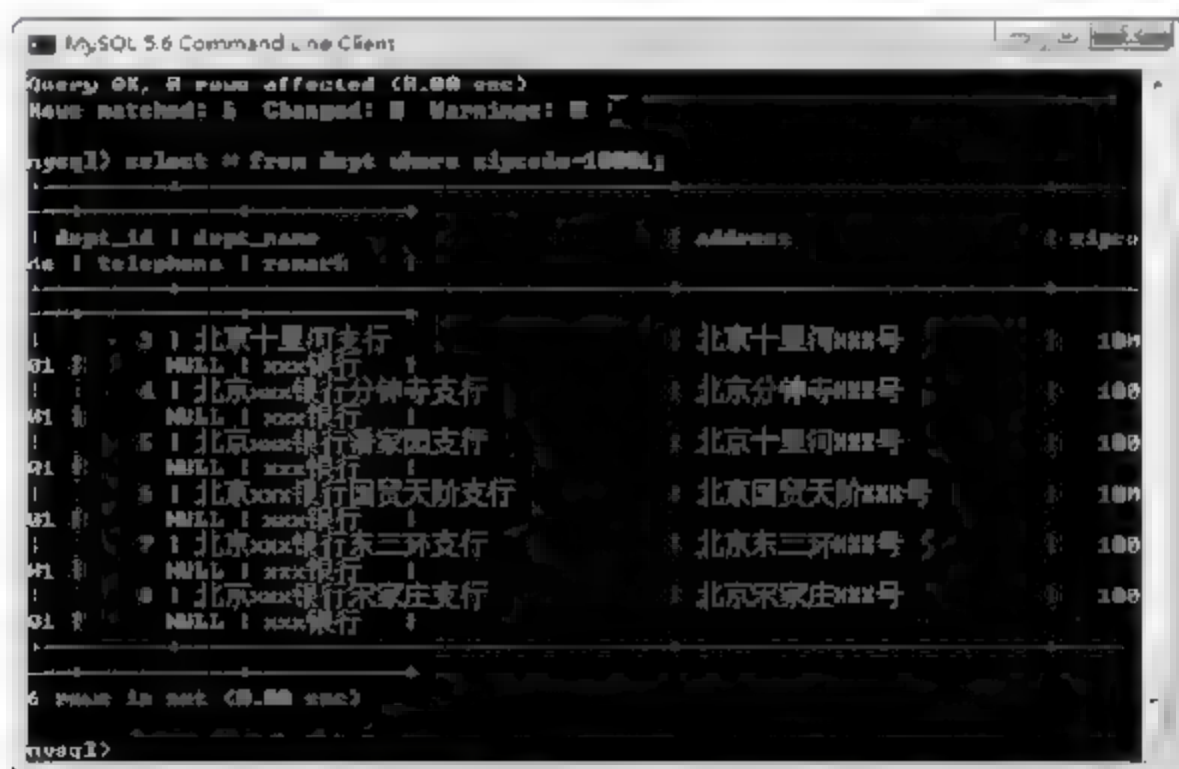 MySQL 5.6 Command Line Client
Query OK, 0 rows affected (0.00 sec)
Rows matched: 6 Changed: 0 Warnings: 0
mysql> select * from dept where zipcode=10001;
| dept_id | dept_name | address | zipco
de | telephone | remark |
| 3 | 北京十里河支行 | 北京十里河xxx号 | 100
01 | NULL | xxx银行 |
| 4 | 北京xxx银行分钟寺支行 | 北京分钟寺xxx号 | 100
01 | NULL | xxx银行 |
| 5 | 北京xxx银行潘家园支行 | 北京十里河xxx号 | 100
01 | NULL | xxx银行 |
| 6 | 北京xxx银行国贸天阶支行 | 北京国贸天阶xxx号 | 100
01 | NULL | xxx银行 |
| 7 | 北京xxx银行东三环支行 | 北京东三环xxx号 | 100
01 | NULL | xxx银行 |
| 8 | 北京xxx银行宋家庄支行 | 北京宋家庄xxx号 | 100
01 | NULL | xxx银行 |
6 rows in set (0.00 sec)
mysql>